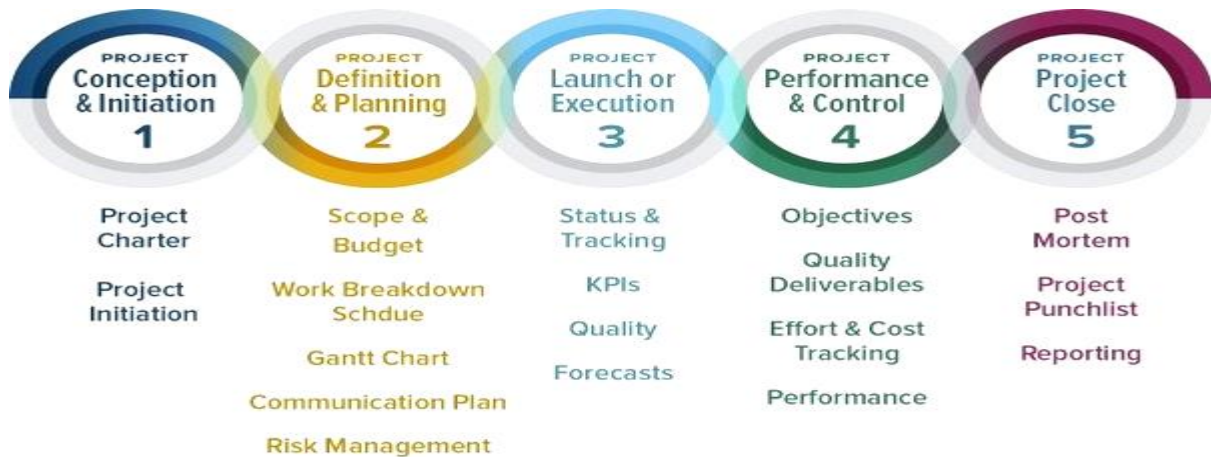 PROJECT
Conception
& Initiation
1
Project
Charter
Project
Initiation
PROJECT
Definition
& Planning
2
Scope &
Budget
Work Breakdown
Schdue
Gantt Chart
Communication Plan
Risk Management
PROJECT
Launch or
Execution
3
Status &
Tracking
KPIs
Quality
Forecasts
PROJECT
Performance
& Control
4
Objectives
Quality
Deliverables
Effort & Cost
Tracking
Performance
PROJECT
Project
Close
5
Post
Mortem
Project
Punchlist
Reporting